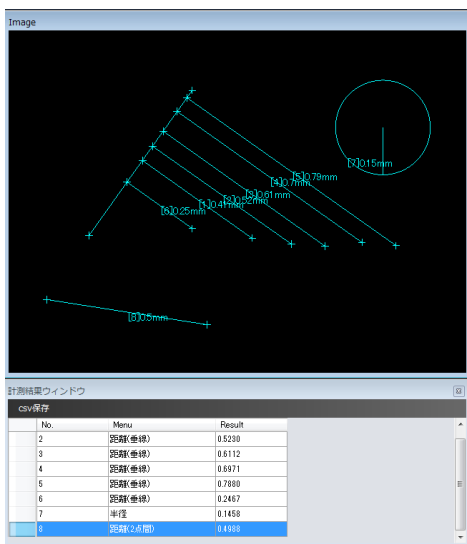 Image
[7]0.15mm
[5]0.79mm
[4]0.7mm
[3]0.61mm
[2]0.52mm
[1]0.41mm
[6]0.25mm
[8]0.5mm
計測結果ウィンドウ
csv保存
No. Menu Result
2 距離(垂線) 0.5230
3 距離(垂線) 0.6112
4 距離(垂線) 0.6971
5 距離(垂線) 0.7880
6 距離(垂線) 0.2467
7 半径 0.1458
8 距離(2点間) 0.4988